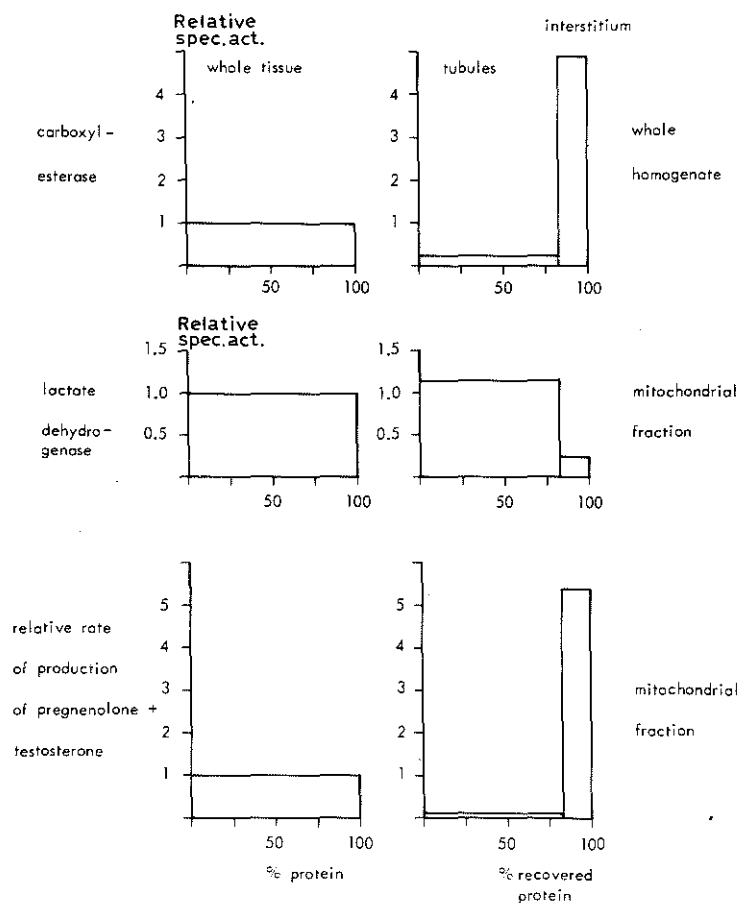 Relative
spec.act.
interstitium
whole tissue
tubules
4
3
2
1
50
100
carboxyl-
esterase
4
3
2
1
50
100
whole
homogenate
Relative
spec.act.
1,5
1.0
0.5
50
100
lactate
dehydro-
genase
1,5
1.0
0.5
50
100
mitochondrial
fraction
5
4
3
2
1
50
100
relative rate
of production
of pregnenolone +
testosterone
5
4
3
2
1
50
100
mitochondrial
fraction
% protein
% recovered
protein